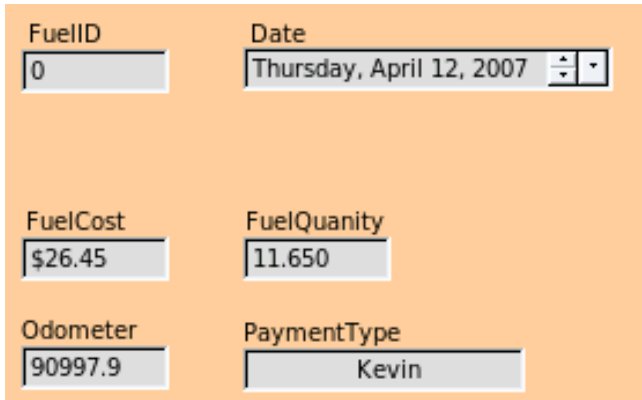 FuelID Date
0 Thursday, April 12, 2007
FuelCost FuelQuanity
$26.45 11.650
Odometer PaymentType
90997.9 Kevin